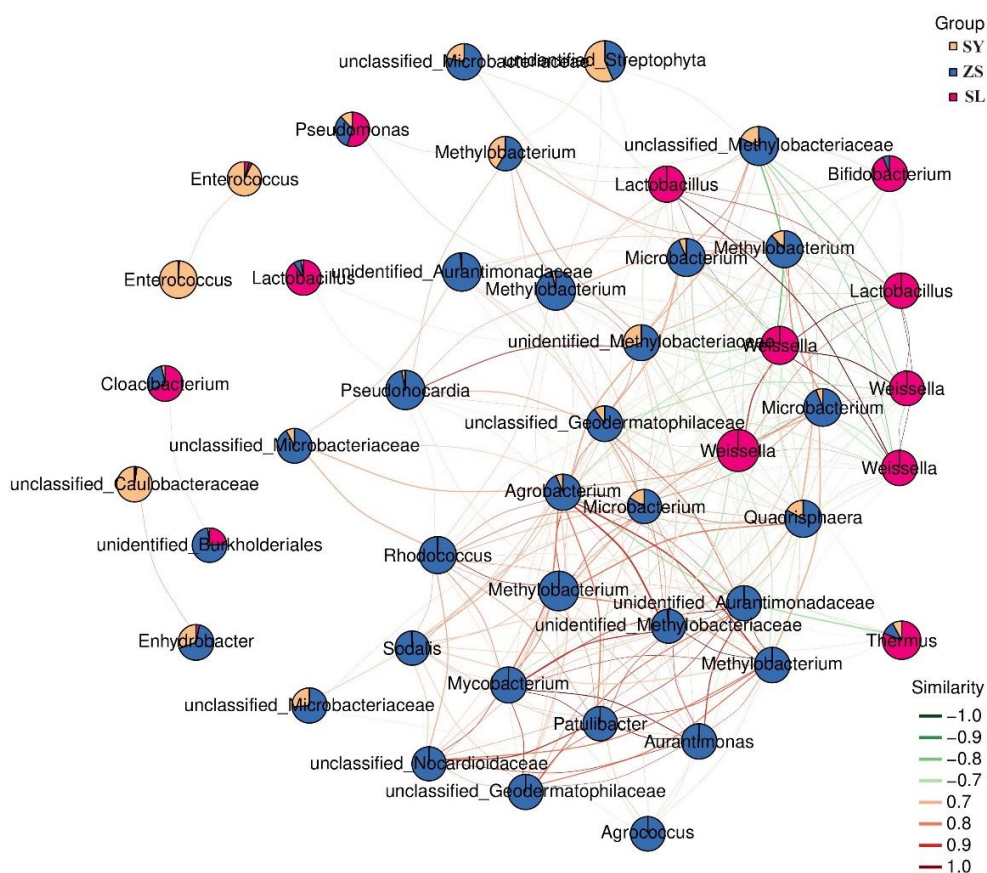 Group
SY
ZS
SL
unclassified_Microbacteriaceae
unidentified_Streptophyta
Pseudomonas
Methylobacterium
unclassified_Methylobacteriaceae
Enterococcus
Lactobacillus
Bifidobacterium
Enterococcus
Lactobacillus
unidentified_Aurantimonadaceae
Methylobacterium
Microbacterium
Methylobacterium
Lactobacillus
unidentified_Methylobacteriaceae
Weissella
Cloacibacterium
Pseudonocardia
Weissella
Microbacterium
unclassified_Microbacteriaceae
unclassified_Geodermatophilaceae
Weissella
Weissella
unclassified_Caulobacteraceae
Agrobacterium
Microbacterium
Quadrisphaera
unidentified_Burkholderiales
Rhodococcus
Methylobacterium
unidentified_Aurantimonadaceae
unidentified_Methylobacteriaceae
Enhydrobacter
Sodalis
Methylobacterium
Thermus
Mycobacterium
unclassified_Microbacteriaceae
Patulibacter
Aurantimonas
unclassified_Nocardioidaceae
unclassified_Geodermatophilaceae
Agrococcus
Similarity
−1.0
−0.9
−0.8
−0.7
0.7
0.8
0.9
1.0